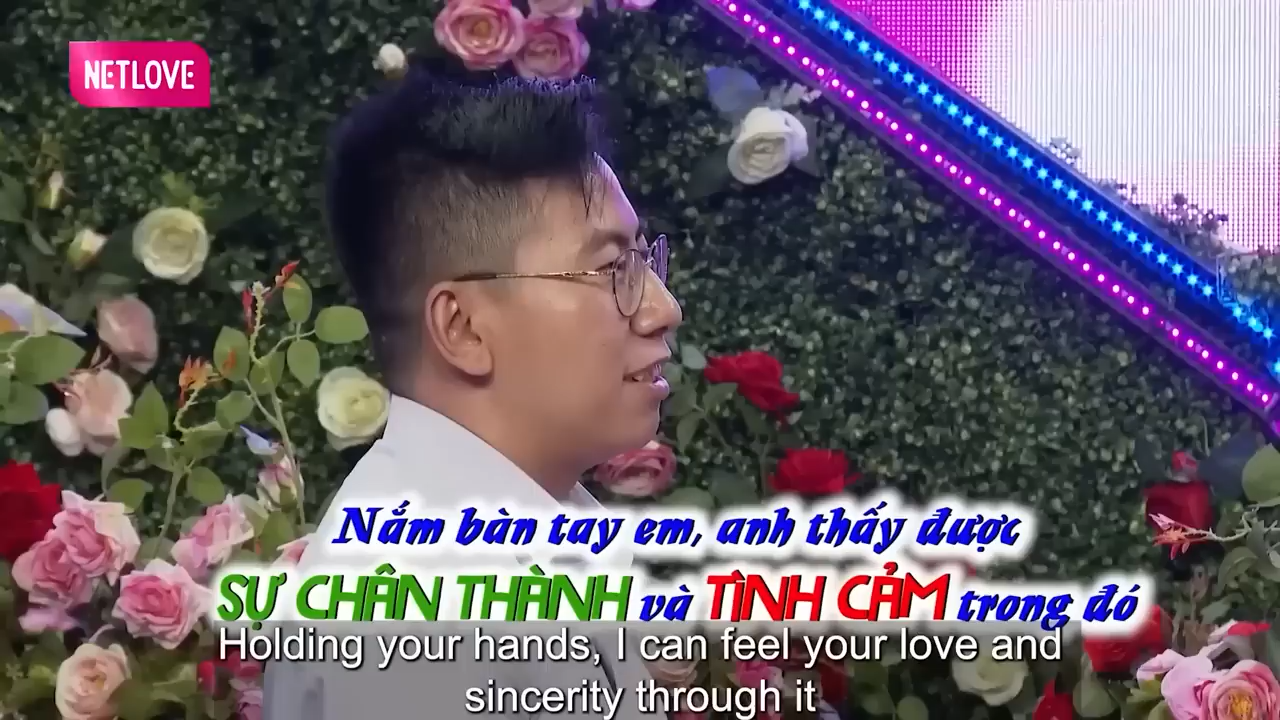 NETLOVE
Nắm bàn tay em, anh thấy được
SỰ CHÂN THÀNH và TÌNH CẢM trong đó
Holding your hands, I can feel your love and
sincerity through it